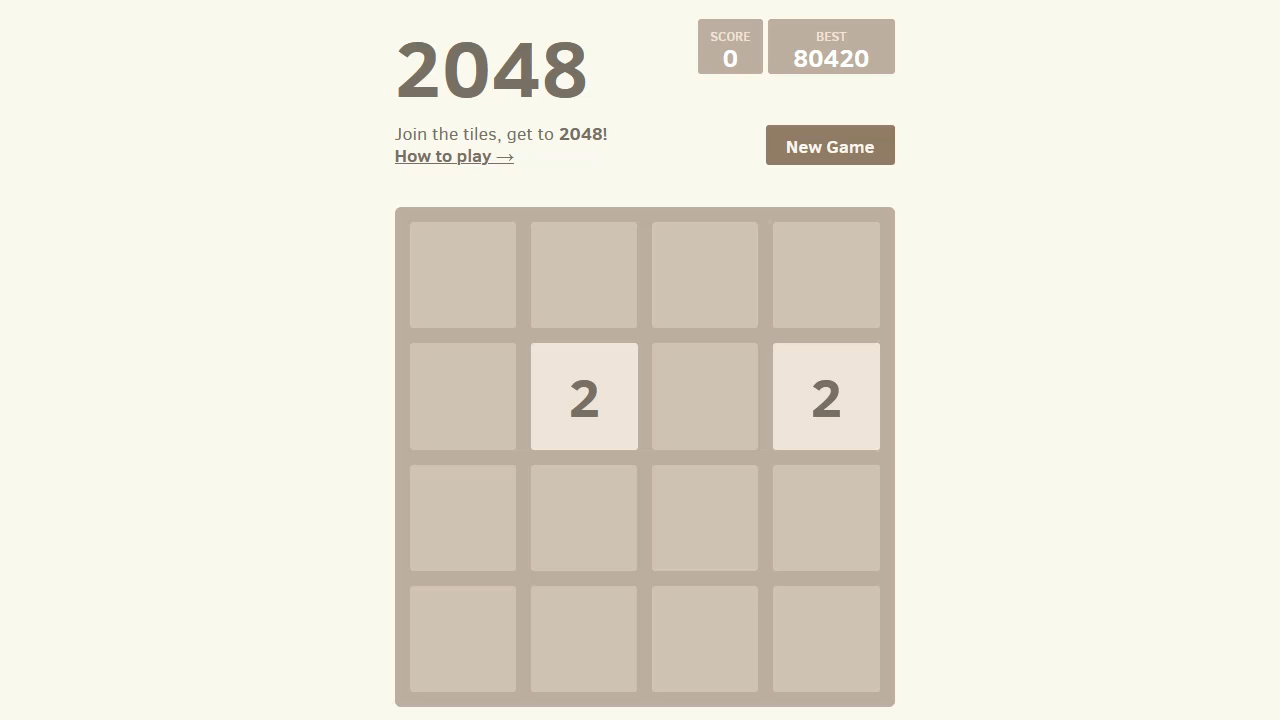 2048
SCORE
0
BEST
80420
Join the tiles, get to 2048!
How to play →
New Game
2 2